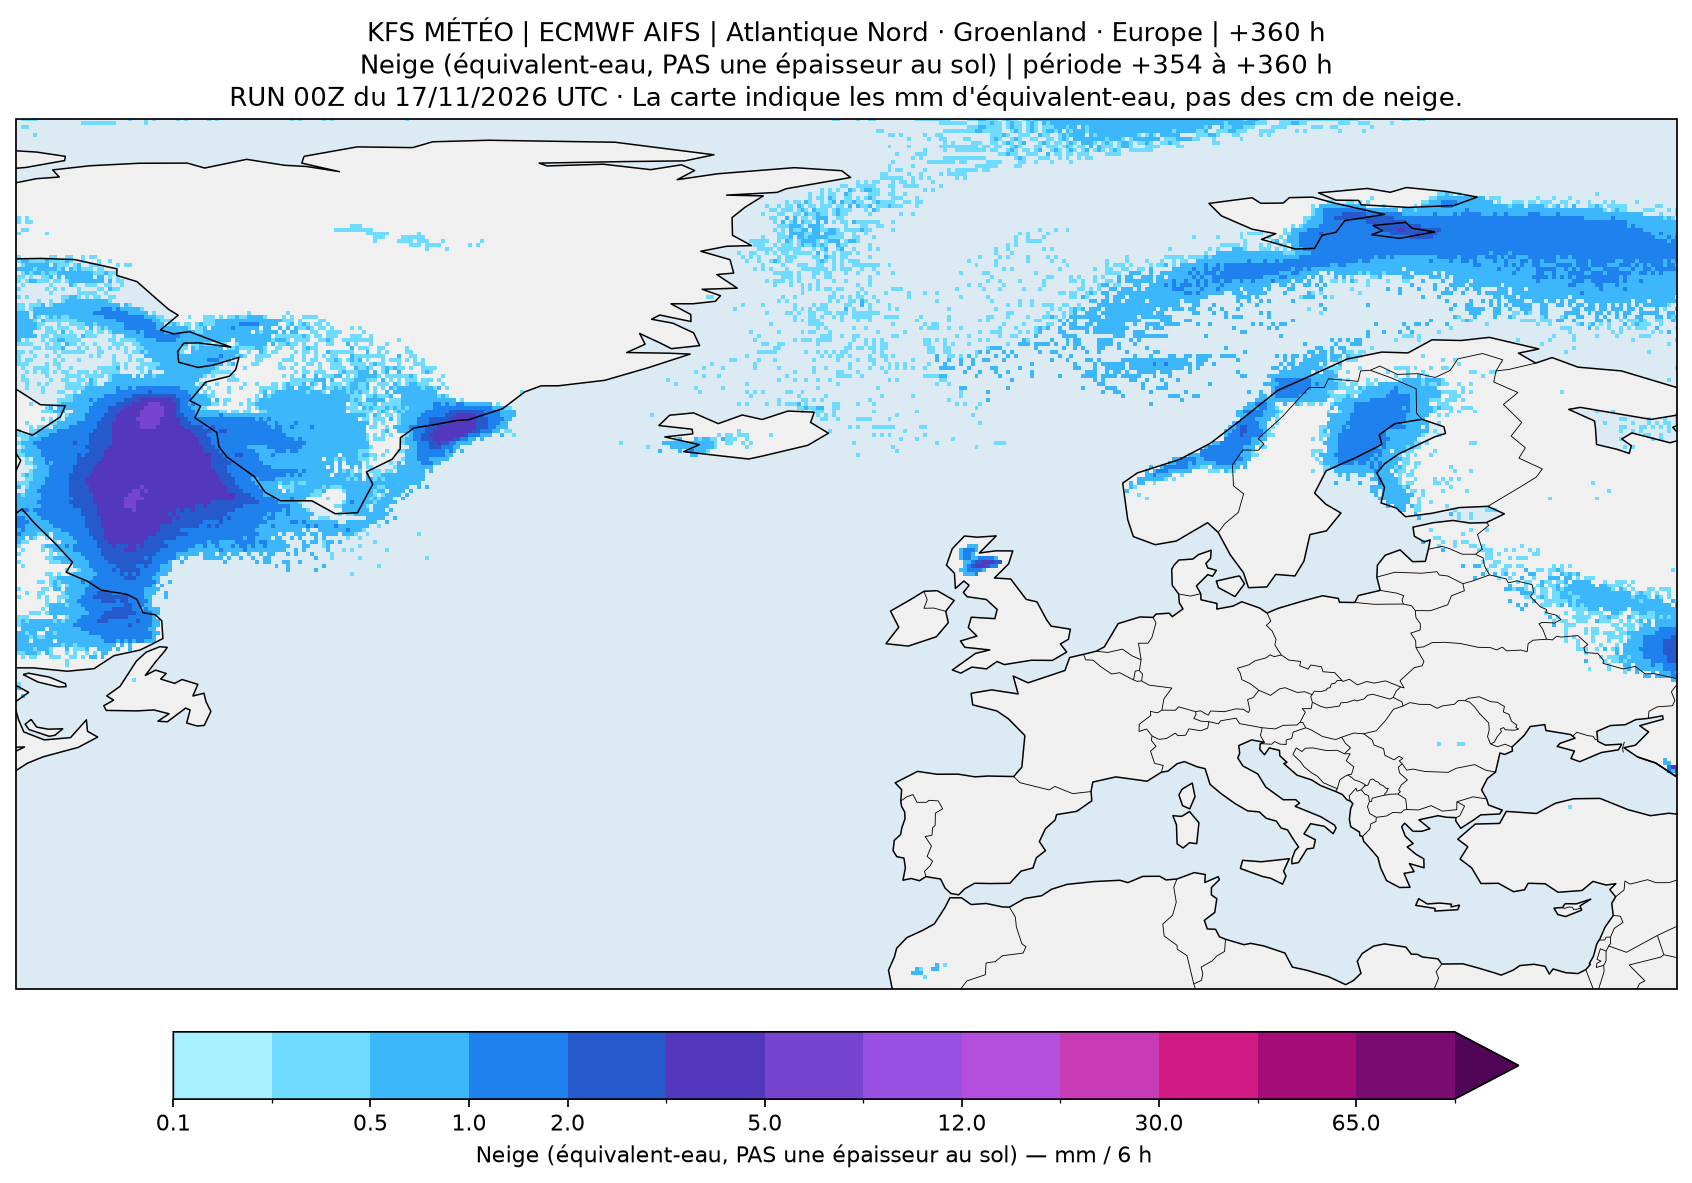 KFS MÉTÉO | ECMWF AIFS | Atlantique Nord · Groenland · Europe | +360 h
Neige (équivalent-eau, PAS une épaisseur au sol) | période +354 à +360 h
RUN 00Z du 17/11/2026 UTC · La carte indique les mm d'équivalent-eau, pas des cm de neige.
0.1 0.5 1.0 2.0 5.0 12.0 30.0 65.0
Neige (équivalent-eau, PAS une épaisseur au sol) — mm / 6 h